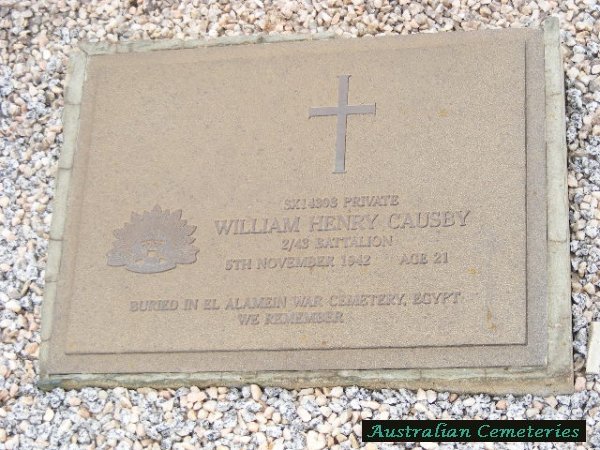 SX14303 PRIVATE
WILLIAM HENRY CAUSBY
2/43 BATTALION
5TH NOVEMBER 1942 AGE 21
BURIED IN EL ALAMEIN WAR CEMETERY, EGYPT
WE REMEMBER
Australian Cemeteries